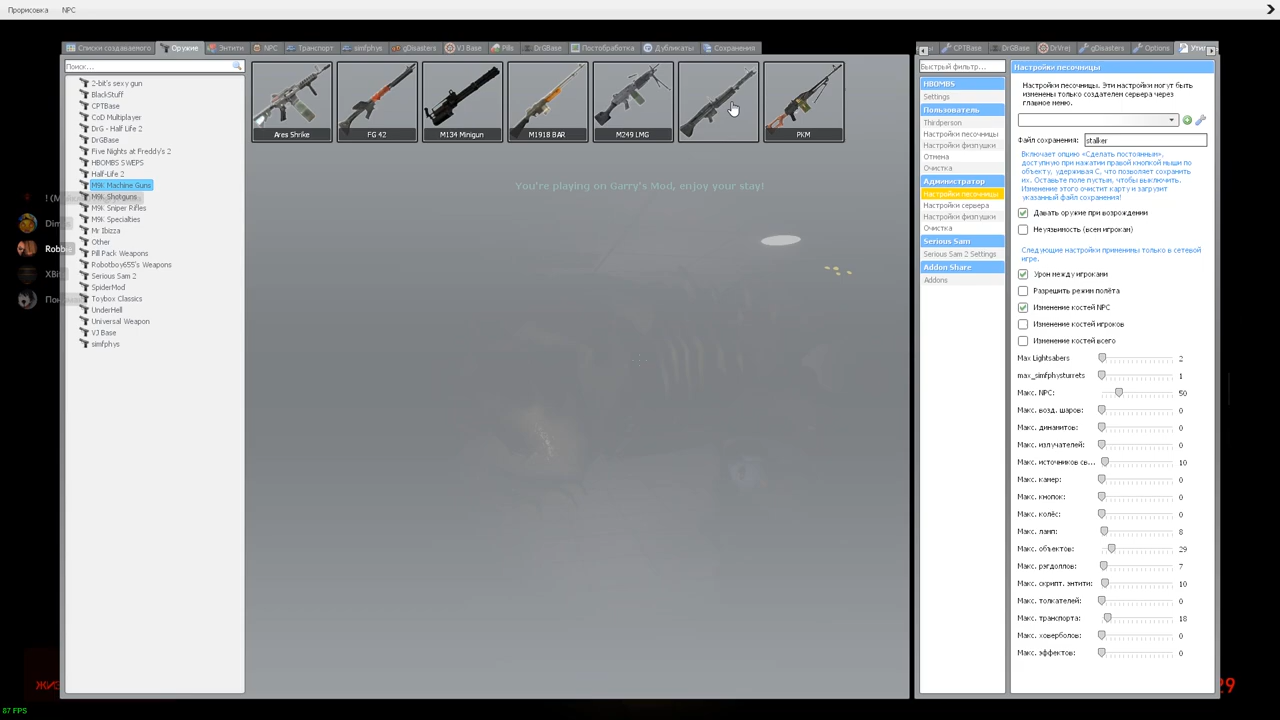 Прорисовка NPC
Списки создаваемого Оружие Энтити NPC Транспорт simfphys gDisasters VJ Base Pills DrGBase Постобработка Дубликаты Сохранения
CPTBase DrGBase DrVrej gDisasters Options
Поиск...
2-bit's sexy gun
BlackStuff
CPTBase
CoD Multiplayer
DrG - Half Life 2
DrGBase
Five Nights at Freddy's 2
HBOMBS SWEPS
Half-Life 2
M9K Machine Guns
M9K Shotguns
M9K Sniper Rifles
M9K Specialties
Mr Ibizza
Other
Pill Pack Weapons
Robotboy655's Weapons
Serious Sam 2
SpiderMod
Toybox Classics
UnderHell
Universal Weapon
VJ Base
simfphys
Ares Shrike FG 42 M134 Minigun M1918 BAR M249 LMG PKM
You're playing on Garry's Mod, enjoy your stay!
Быстрый фильтр...
HBOMBS
Settings
Пользователь
Thirdperson
Настройки песочницы
Настройки физпушки
Отмена
Очистка
Администратор
Настройки песочницы
Настройки сервера
Настройки физпушки
Очистка
Serious Sam
Serious Sam 2 Settings
Addon Share
Addons
Настройки песочницы
Настройки песочницы. Эти настройки могут быть
изменены только создателем сервера через
главное меню.
Файл сохранения: stalker
Включает опцию «Сделать постоянным»,
доступную при нажатии правой кнопкой мыши по
объекту, удерживая C, что позволяет сохранить
их. Оставьте поле пустым, чтобы выключить.
Изменение этого очистит карту и загрузит
указанный файл сохранения!
Давать оружие при возрождении
Неуязвимость (всем игрокам)
Следующие настройки применимы только в сетевой
игре.
Урон между игроками
Разрешить режим полёта
Изменение костей NPC
Изменение костей игроков
Изменение костей всего
Max Lightsabers 2
max_simfphysturrets 1
Макс. NPC: 50
Макс. возд. шаров: 0
Макс. динамитов: 0
Макс. излучателей: 0
Макс. источников св... 10
Макс. камер: 0
Макс. кнопок: 0
Макс. колёс: 0
Макс. ламп: 8
Макс. объектов: 29
Макс. рэгдоллов: 7
Макс. скрипт. энтити: 10
Макс. толкателей: 0
Макс. транспорта: 18
Макс. ховерболов: 0
Макс. эффектов: 0
87 FPS